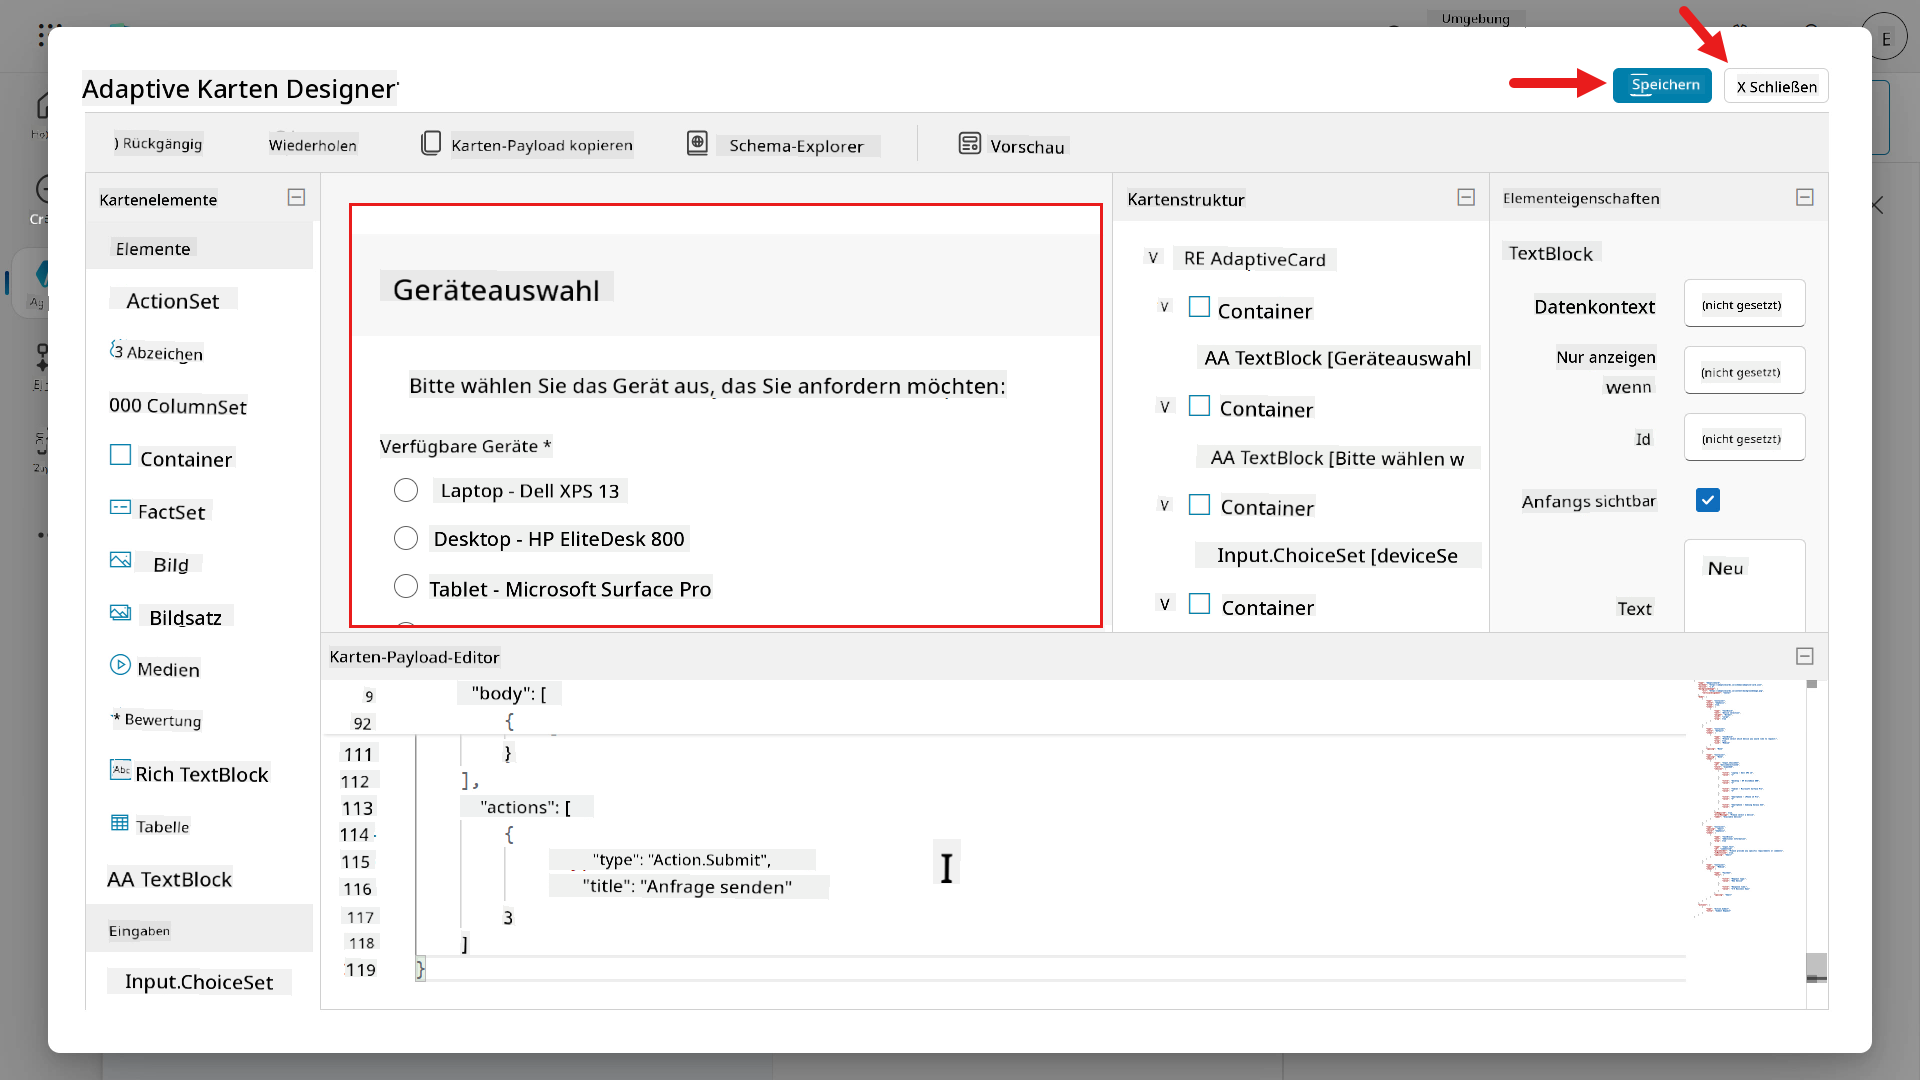 Umgebung
E
Adaptive Karten Designer
Speichern
X Schließen
) Rückgängig
Wiederholen
Karten-Payload kopieren
Schema-Explorer
Vorschau
Kartenelemente
Elemente
ActionSet
3 Abzeichen
000 ColumnSet
Container
FactSet
Bild
Bildsatz
Medien
* Bewertung
Abc Rich TextBlock
Tabelle
AA TextBlock
Eingaben
Input.ChoiceSet
Geräteauswahl
Bitte wählen Sie das Gerät aus, das Sie anfordern möchten:
Verfügbare Geräte *
Laptop - Dell XPS 13
Desktop - HP EliteDesk 800
Tablet - Microsoft Surface Pro
Kartenstruktur
V RE AdaptiveCard
V Container
AA TextBlock [Geräteauswahl
V Container
AA TextBlock [Bitte wählen w
V Container
Input.ChoiceSet [deviceSe
V Container
Elementeigenschaften
TextBlock
Datenkontext (nicht gesetzt)
Nur anzeigen
wenn (nicht gesetzt)
Id (nicht gesetzt)
Anfangs sichtbar
Neu
Text
Karten-Payload-Editor
9 "body": [
92 {
111 }
112 ],
113 "actions": [
114 {
115 "type": "Action.Submit",
116 "title": "Anfrage senden"
117 3
118 ]
119 }